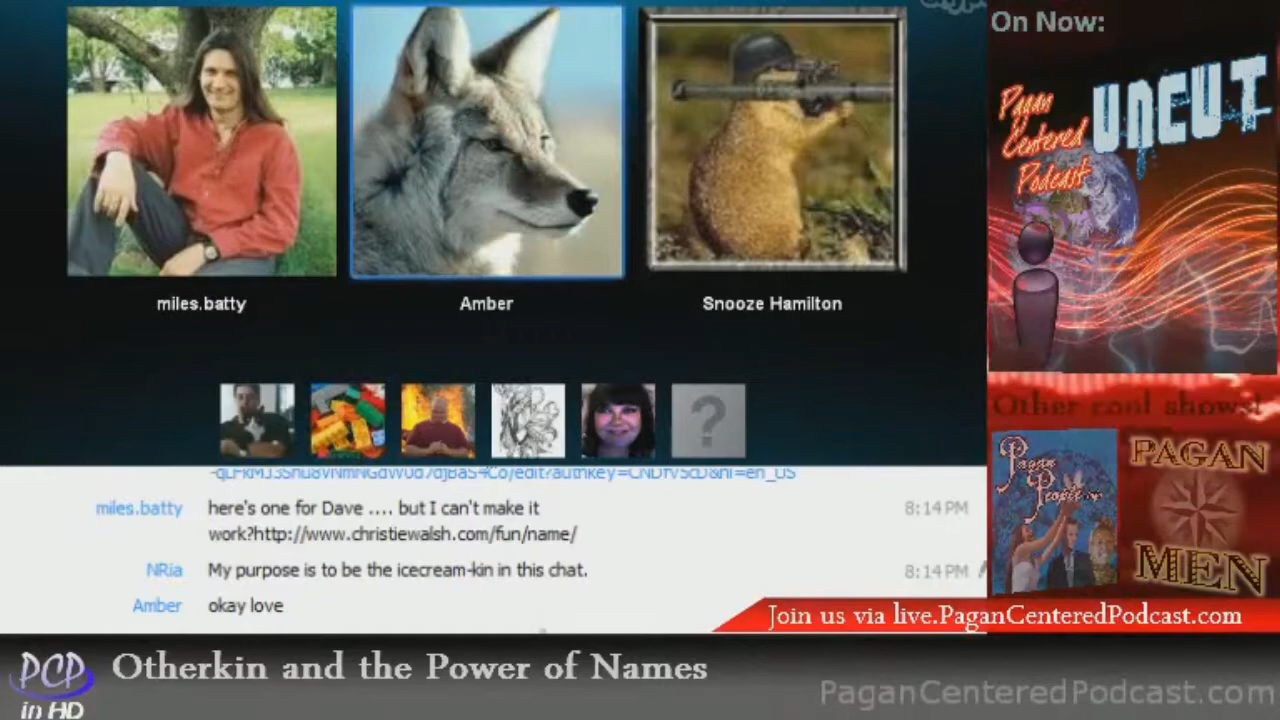 On Now:
Pagan
Centered
Podcast
UNCUT
miles.batty
Amber
Snooze Hamilton
?
Other cool shows!
Pagan
People
PAGAN
MEN
miles.batty here's one for Dave .... but I can't make it 8:14 PM
work?http://www.christiewalsh.com/fun/name/
NRia My purpose is to be the icecream-kin in this chat. 8:14 PM
Amber okay love
Join us via live.PaganCenteredPodcast.com
PCP
in HD
Otherkin and the Power of Names
PaganCenteredPodcast.com